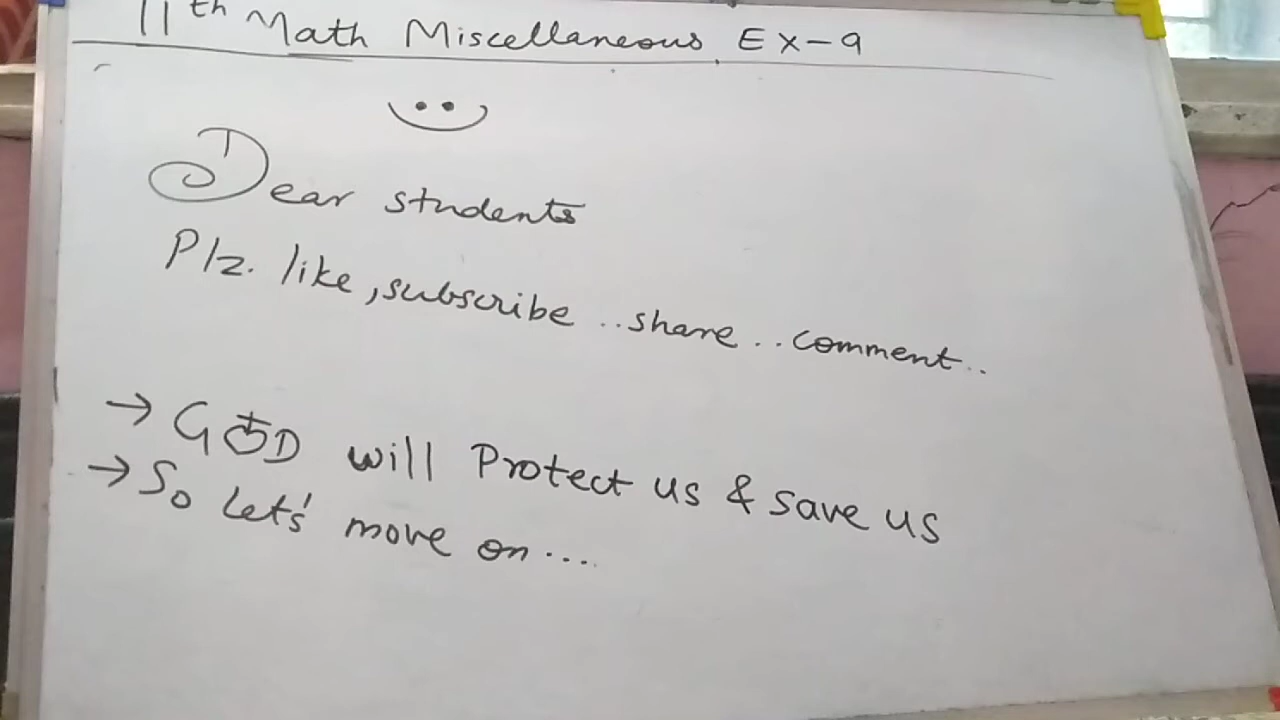 11th Math Miscellaneous Ex-9
Dear students
Plz. like, subscribe .. share .. comment..
→ GOD will Protect us & save us
→ So Let's move on ...